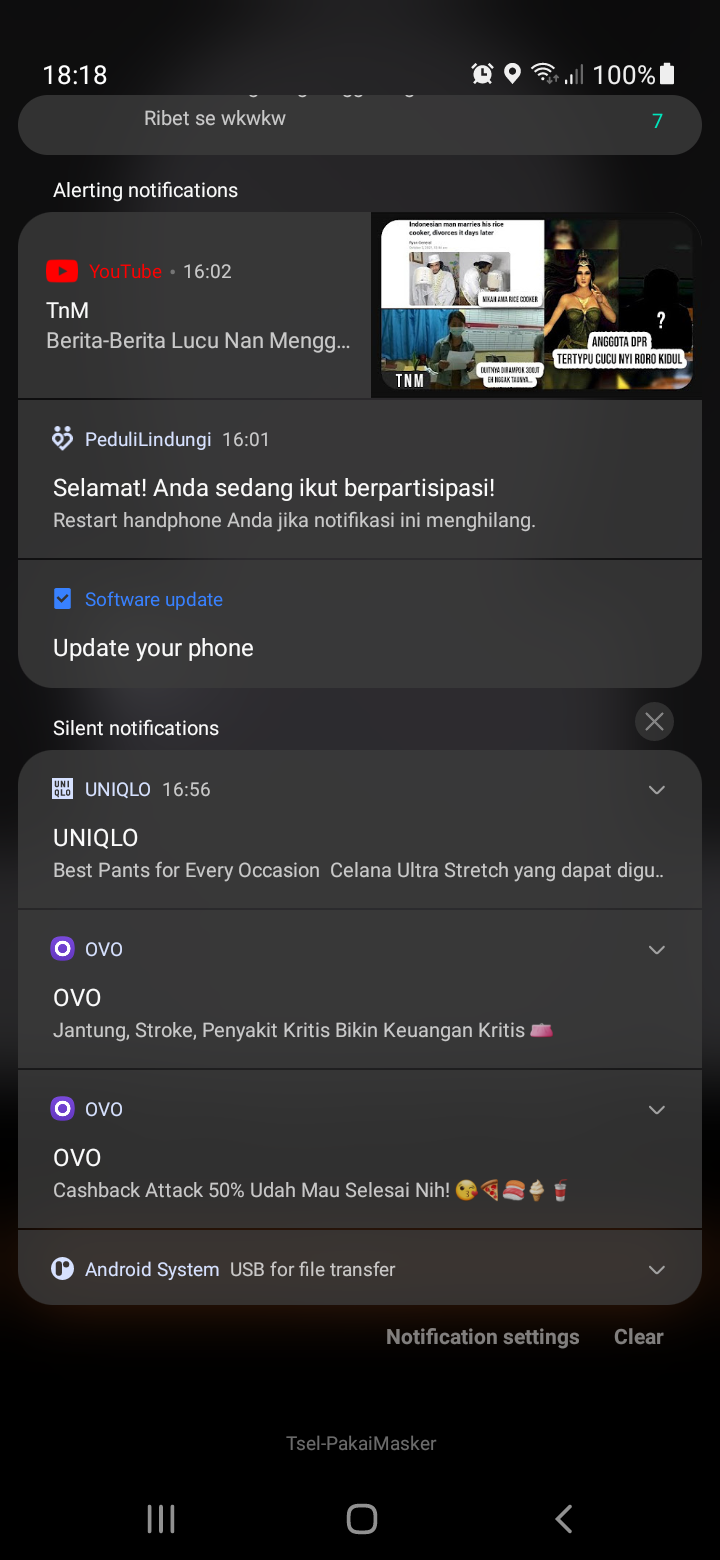 18:18
100%
Ribet se wkwkw
7
Alerting notifications
YouTube • 16:02
TnM
Berita-Berita Lucu Nan Mengg...
Indonesian man marries his rice
cooker, divorces it days later
NIKAH AMA RICE COOKER
DUITNYA DIRAMPOK 300JT
EH NGGAK TAUNYA...
TNM
?
ANGGOTA DPR
TERTYPU CUCU NYI RORO KIDUL
PeduliLindungi 16:01
Selamat! Anda sedang ikut berpartisipasi!
Restart handphone Anda jika notifikasi ini menghilang.
Software update
Update your phone
Silent notifications
UNI
QLO
UNIQLO 16:56
UNIQLO
Best Pants for Every Occasion  Celana Ultra Stretch yang dapat digu..
OVO
OVO
Jantung, Stroke, Penyakit Kritis Bikin Keuangan Kritis 👝
OVO
OVO
Cashback Attack 50% Udah Mau Selesai Nih! 😘🍕🍣🍦🥤
Android System USB for file transfer
Notification settings
Clear
Tsel-PakaiMasker